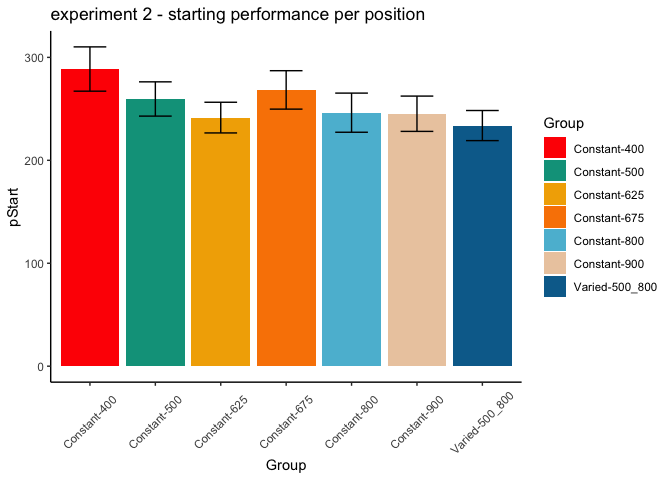 experiment 2 - starting performance per position
300
200
100
0
pStart
Constant-400
Constant-500
Constant-625
Constant-675
Constant-800
Constant-900
Varied-500_800
Group
Group
Constant-400
Constant-500
Constant-625
Constant-675
Constant-800
Constant-900
Varied-500_800